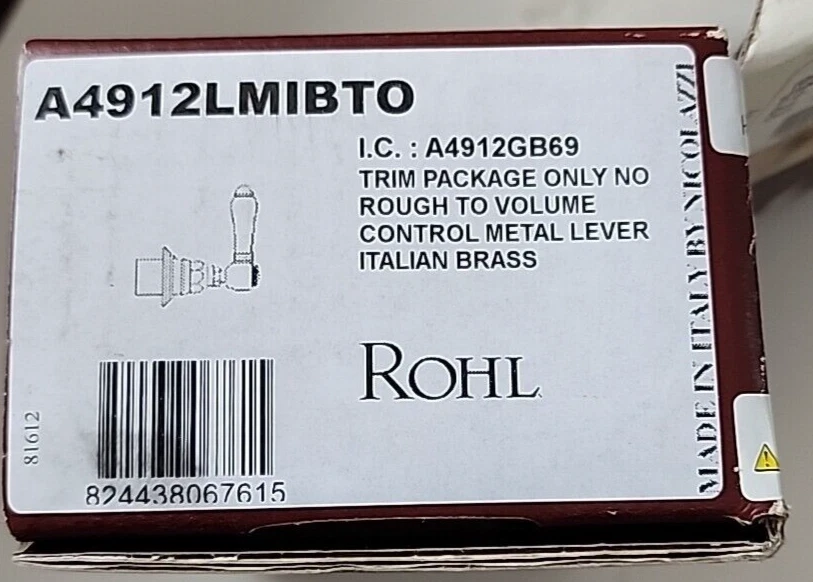 A4912LMIBTO
I.C. : A4912GB69
TRIM PACKAGE ONLY NO
ROUGH TO VOLUME
CONTROL METAL LEVER
ITALIAN BRASS
ROHL
81612
824438067615
MADE IN ITALY BY NICOLAZZI